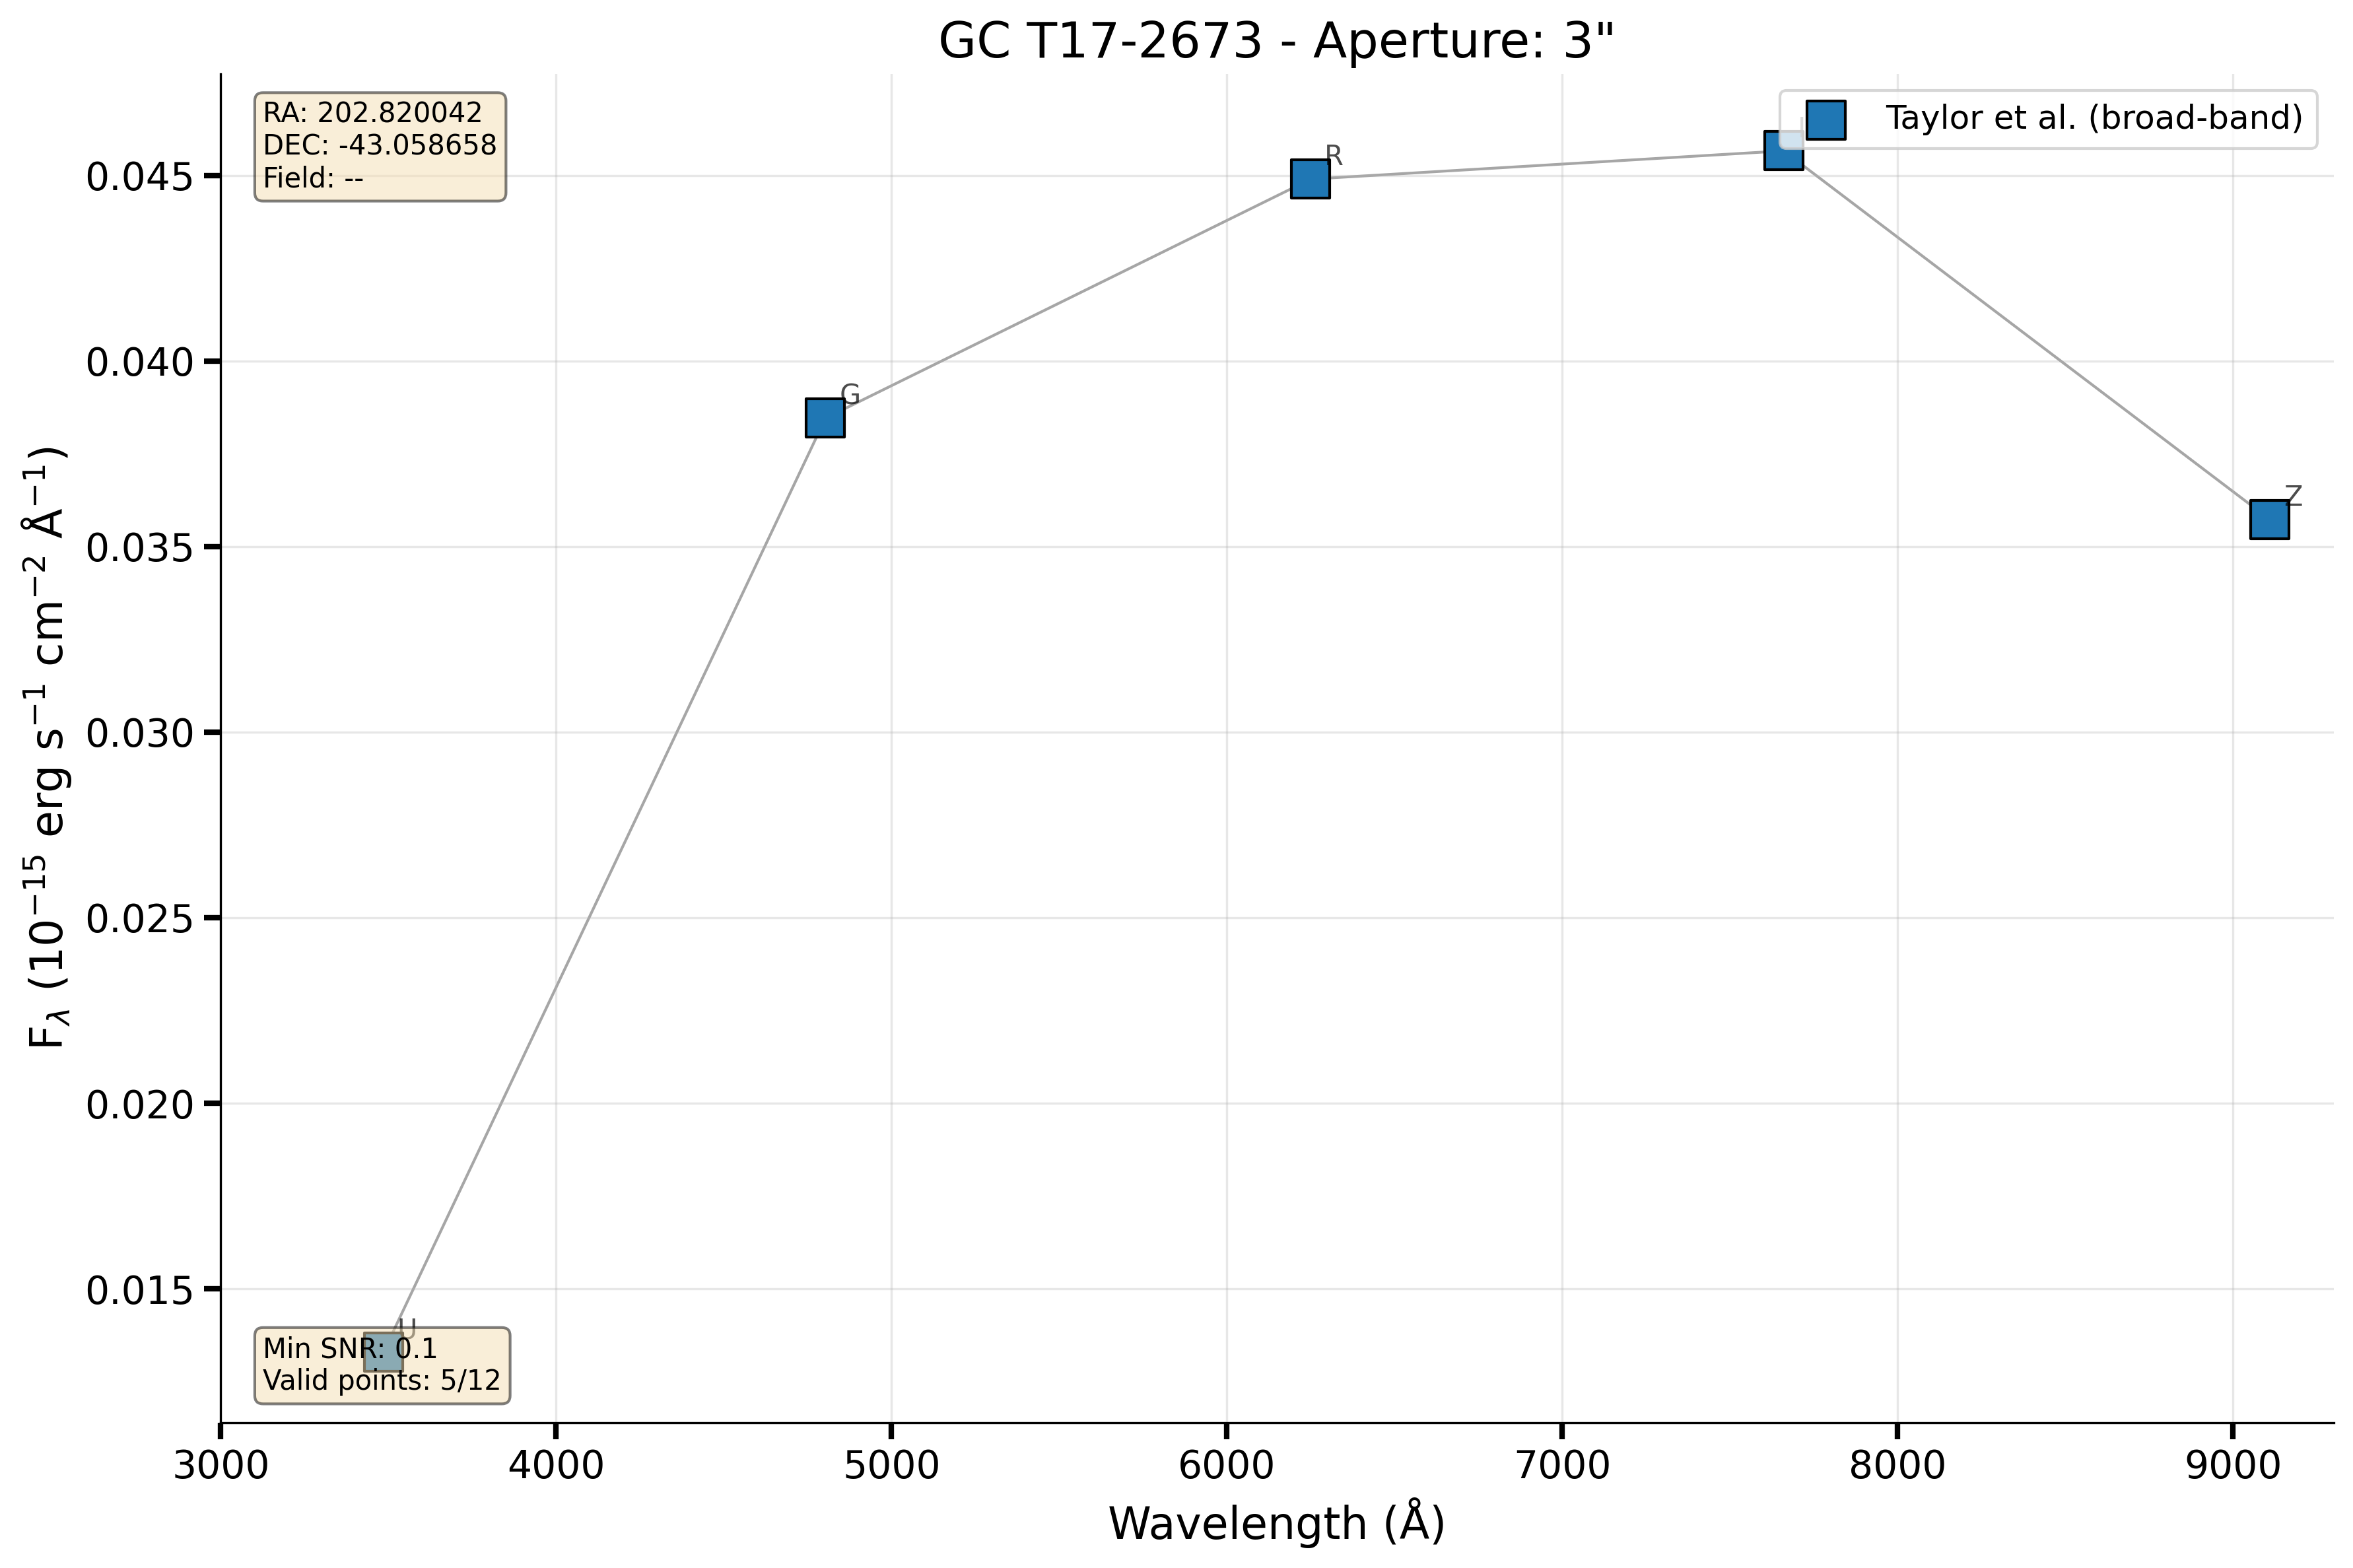 GC T17-2673 - Aperture: 3"
RA: 202.820042
DEC: -43.058658
Field: --
Taylor et al. (broad-band)
R
G
Z
U
Min SNR: 0.1
Valid points: 5/12
0.045
0.040
0.035
0.030
0.025
0.020
0.015
F_λ (10⁻¹⁵ erg s⁻¹ cm⁻² Å⁻¹)
3000 4000 5000 6000 7000 8000 9000
Wavelength (Å)